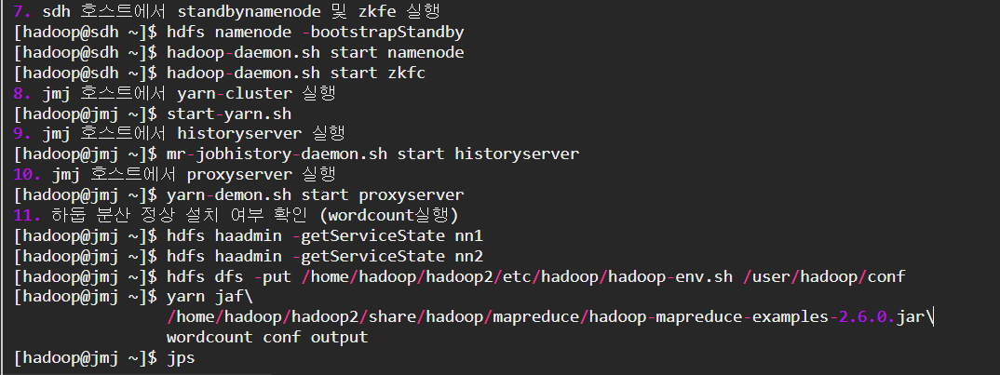 7. sdh 호스트에서 standbynamenode 및 zkfe 실행
[hadoop@sdh ~]$ hdfs namenode -bootstrapStandby
[hadoop@sdh ~]$ hadoop-daemon.sh start namenode
[hadoop@sdh ~]$ hadoop-daemon.sh start zkfc
8. jmj 호스트에서 yarn-cluster 실행
[hadoop@jmj ~]$ start-yarn.sh
9. jmj 호스트에서 historyserver 실행
[hadoop@jmj ~]$ mr-jobhistory-daemon.sh start historyserver
10. jmj 호스트에서 proxyserver 실행
[hadoop@jmj ~]$ yarn-demon.sh start proxyserver
11. 하둡 분산 정상 설치 여부 확인 (wordcount실행)
[hadoop@jmj ~]$ hdfs haadmin -getServiceState nn1
[hadoop@jmj ~]$ hdfs haadmin -getServiceState nn2
[hadoop@jmj ~]$ hdfs dfs -put /home/hadoop/hadoop2/etc/hadoop/hadoop-env.sh /user/hadoop/conf
[hadoop@jmj ~]$ yarn jaf\
/home/hadoop/hadoop2/share/hadoop/mapreduce/hadoop-mapreduce-examples-2.6.0.jar\
wordcount conf output
[hadoop@jmj ~]$ jps